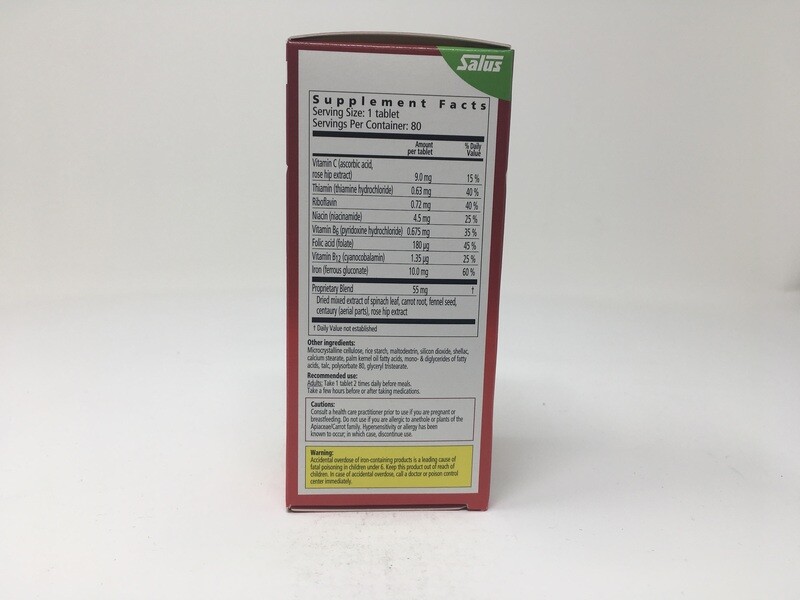 Salus
Supplement Facts
Serving Size: 1 tablet
Servings Per Container: 80
Amount per tablet % Daily Value
Vitamin C (ascorbic acid,
rose hip extract) 9.0 mg 15 %
Thiamin (thiamine hydrochloride) 0.63 mg 40 %
Riboflavin 0.72 mg 40 %
Niacin (niacinamide) 4.5 mg 25 %
Vitamin B6 (pyridoxine hydrochloride) 0.675 mg 35 %
Folic acid (folate) 180 µg 45 %
Vitamin B12 (cyanocobalamin) 1.35 µg 25 %
Iron (ferrous gluconate) 10.0 mg 60 %
Proprietary Blend 55 mg †
Dried mixed extract of spinach leaf, carrot root, fennel seed,
centaury (aerial parts), rose hip extract
† Daily Value not established
Other ingredients:
Microcrystalline cellulose, rice starch, maltodextrin, silicon dioxide, shellac,
calcium stearate, palm kernel oil fatty acids, mono- & diglycerides of fatty
acids, talc, polysorbate 80, glyceryl tristearate.
Recommended use:
Adults: Take 1 tablet 2 times daily before meals.
Take a few hours before or after taking medications.
Cautions:
Consult a health care practitioner prior to use if you are pregnant or
breastfeeding. Do not use if you are allergic to anethole or plants of the
Apiaceae/Carrot family. Hypersensitivity or allergy has been
known to occur; in which case, discontinue use.
Warning:
Accidental overdose of iron-containing products is a leading cause of
fatal poisoning in children under 6. Keep this product out of reach of
children. In case of accidental overdose, call a doctor or poison control
center immediately.